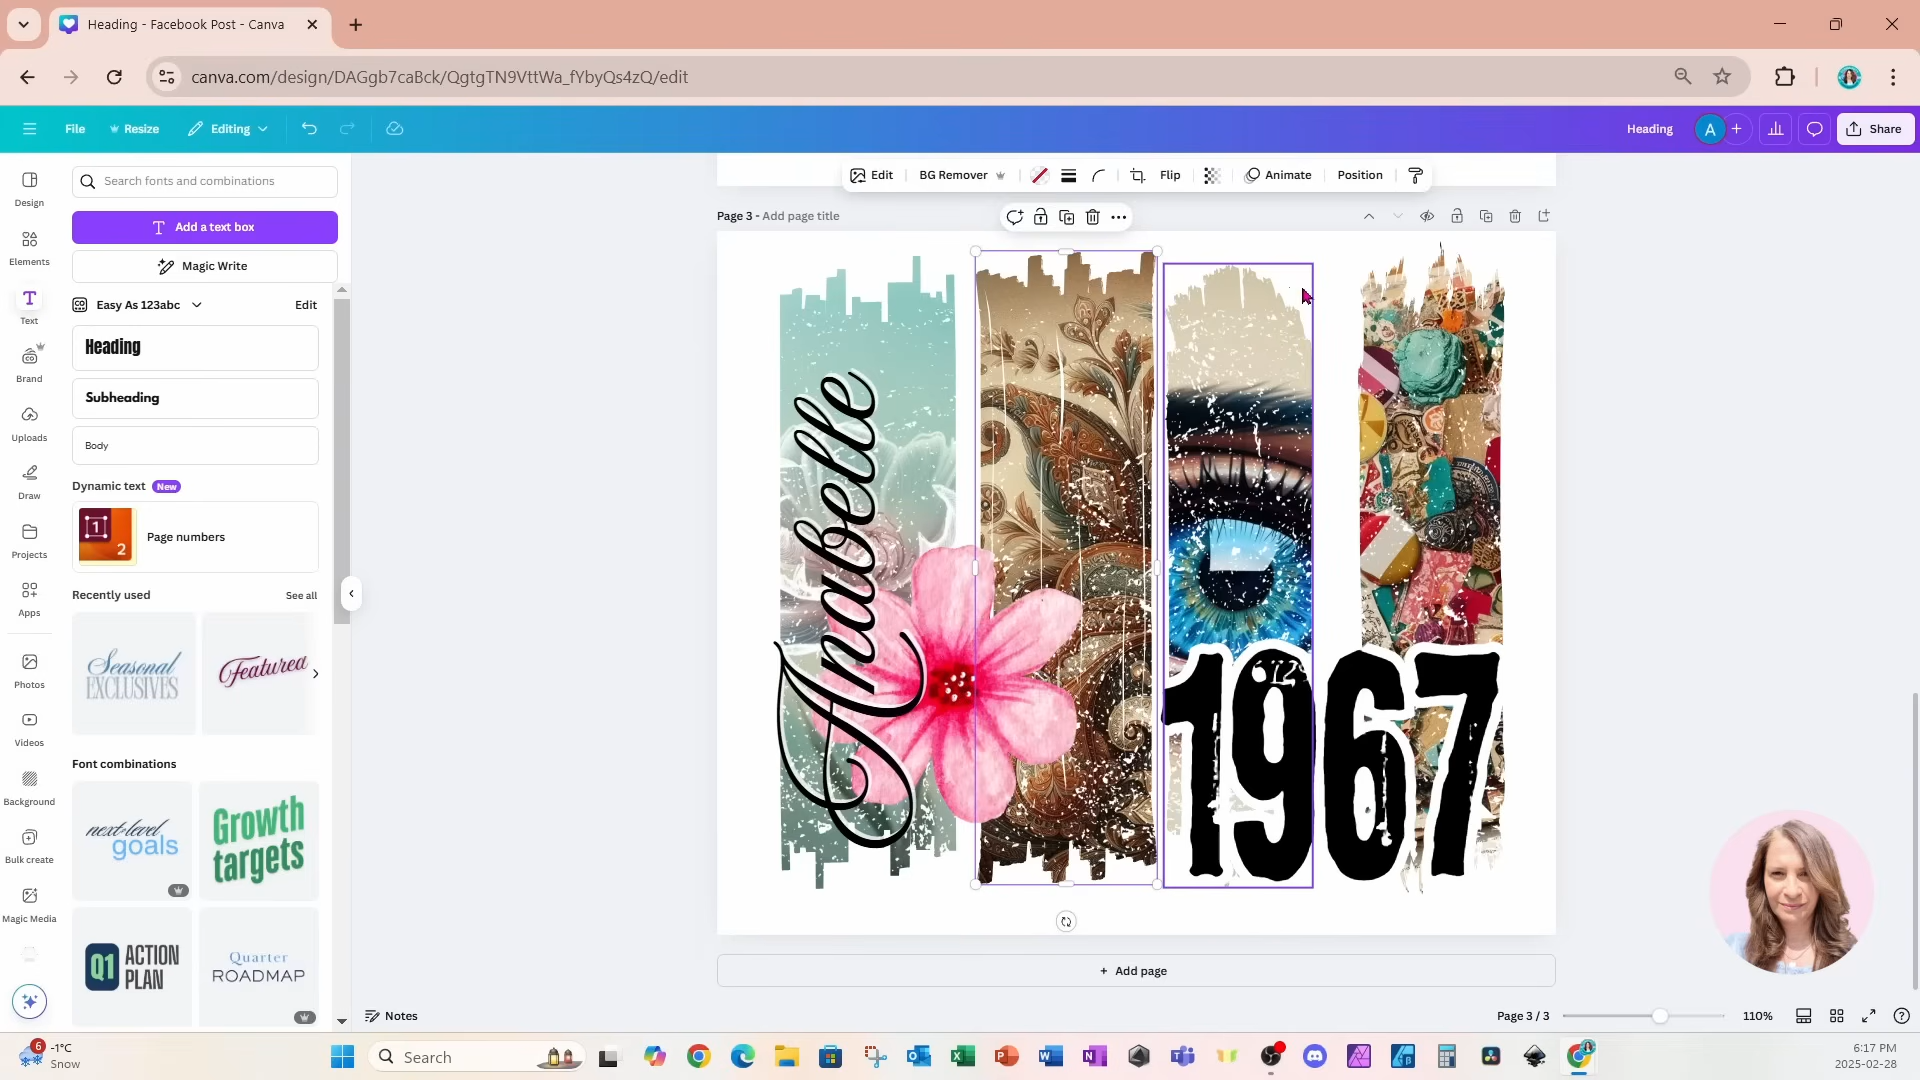 Heading - Facebook Post - Canva
canva.com/design/DAGgb7caBck/QgtgTN9VttWa_fYbyQs4zQ/edit
File
Resize
Editing
Heading
A
Share
Design
Elements
Text
Brand
Uploads
Draw
Projects
Apps
Photos
Videos
Background
Bulk create
Magic Media
Search fonts and combinations
Add a text box
Magic Write
Easy As 123abc
Edit
Heading
Subheading
Body
Dynamic text New
1
2
Page numbers
Recently used
See all
Seasonal
EXCLUSIVES
Featured
Font combinations
next-level
goals
Growth
targets
Q1 ACTION
PLAN
Quarter
ROADMAP
Edit
BG Remover
Flip
Animate
Position
Page 3 - Add page title
Anabelle
1967
+ Add page
Notes
Page 3 / 3
110%
6
-1°C
Snow
Search
6:17 PM
2025-02-28